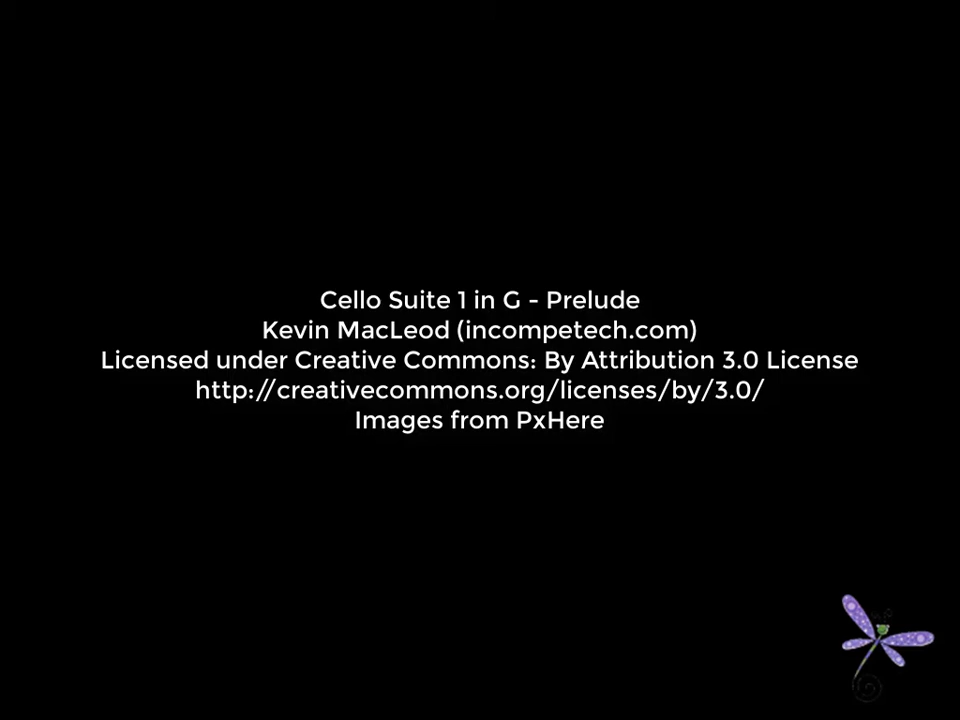 Cello Suite 1 in G - Prelude
Kevin MacLeod (incompetech.com)
Licensed under Creative Commons: By Attribution 3.0 License
http://creativecommons.org/licenses/by/3.0/
Images from PxHere